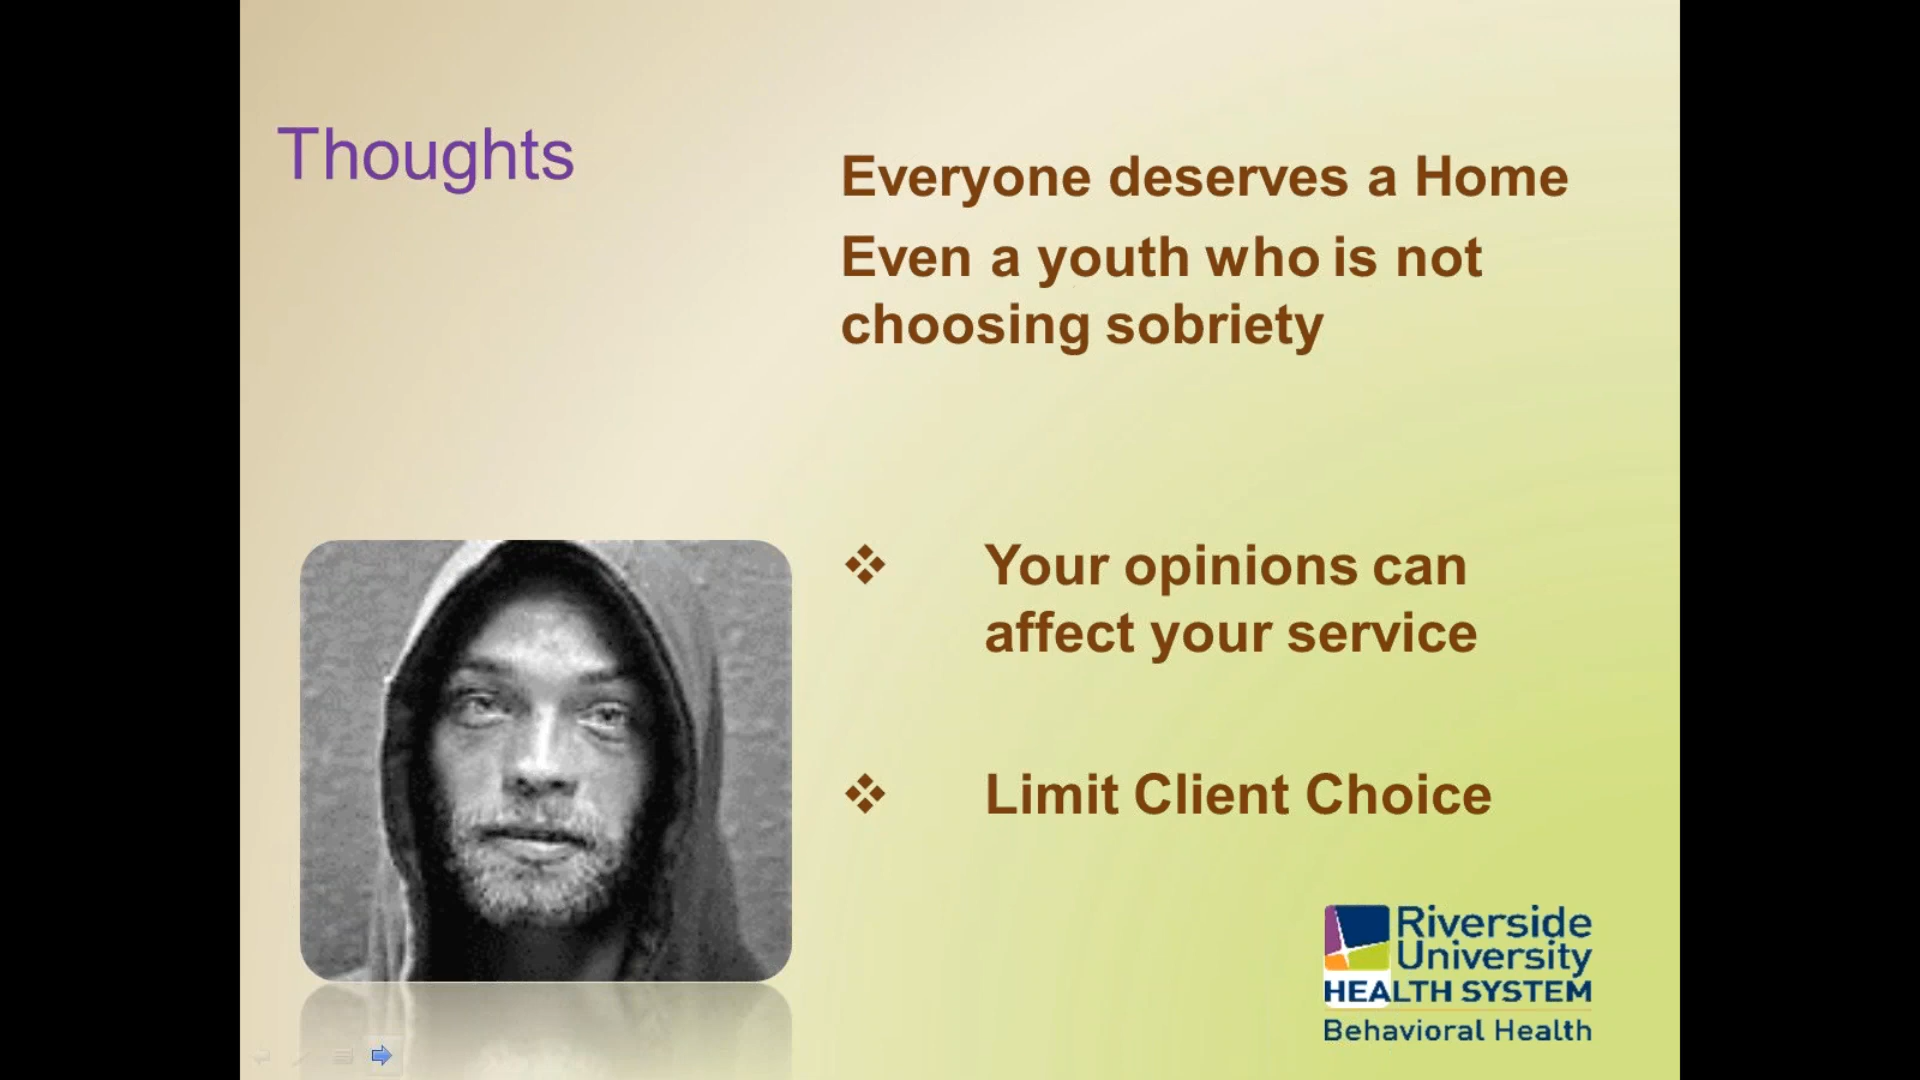 Thoughts
Everyone deserves a Home
Even a youth who is not
choosing sobriety
Your opinions can
affect your service
Limit Client Choice
Riverside
University
HEALTH SYSTEM
Behavioral Health